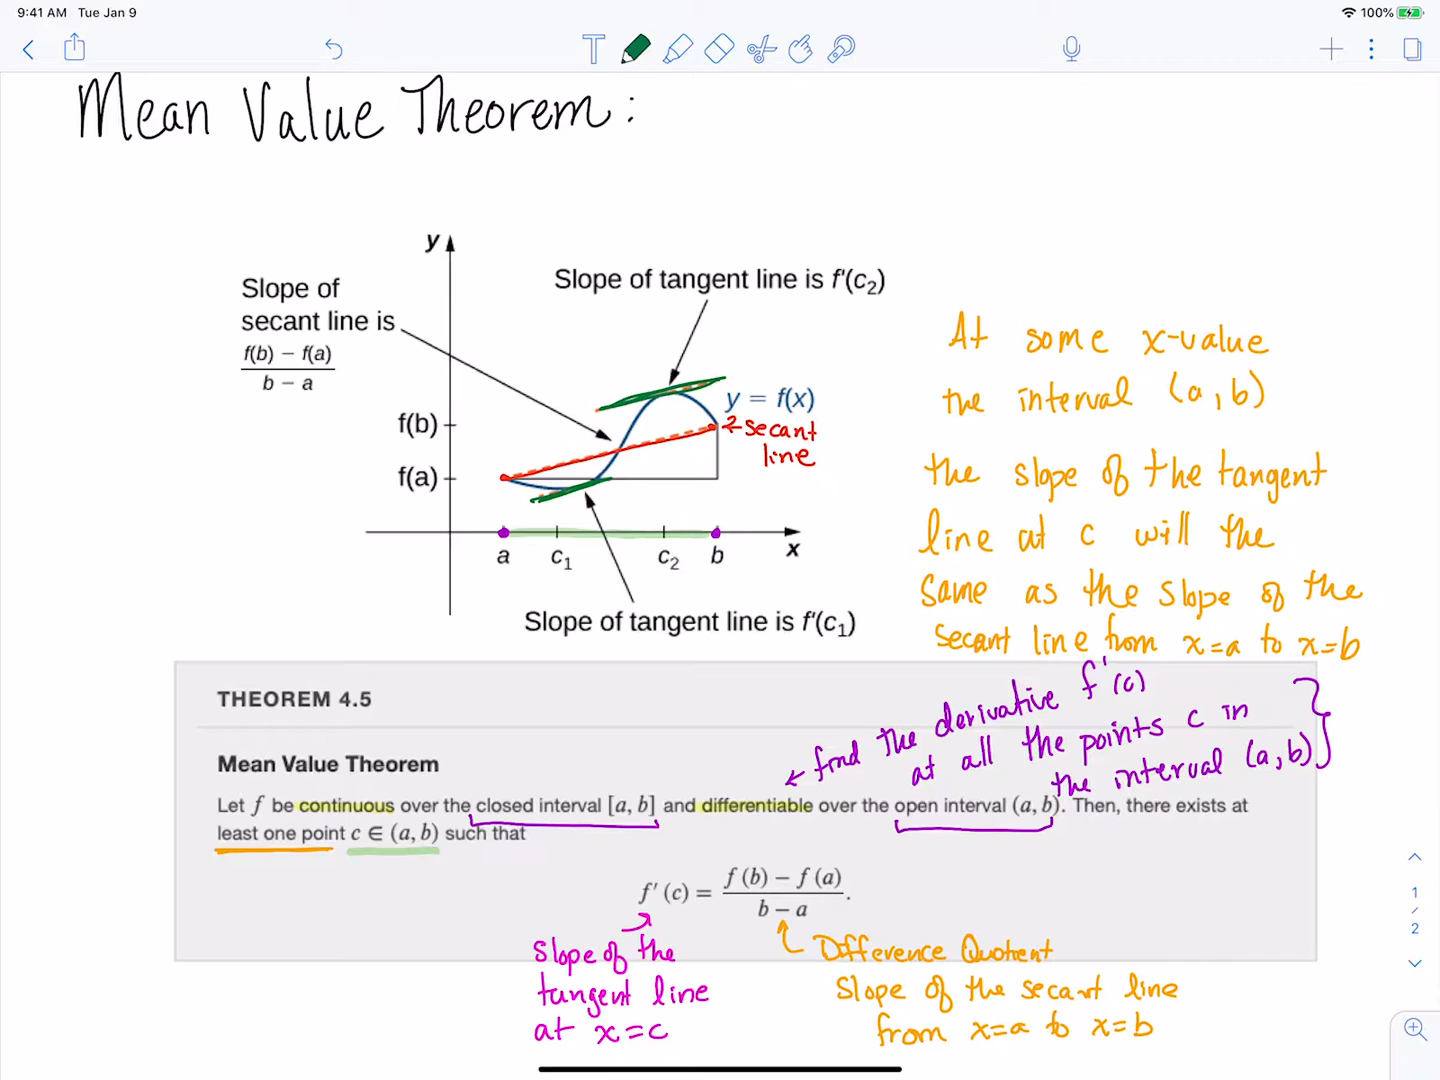 9:41 AM Tue Jan 9
100%
T
Mean Value Theorem:
y
Slope of
secant line is
f(b) – f(a)
b – a
Slope of tangent line is f'(c2)
y = f(x)
secant
line
f(b)
f(a)
a
c1
c2
b
x
Slope of tangent line is f'(c1)
At some x-value
the interval (a, b)
the slope of the tangent
line at c will the
same as the slope of the
secant line from x=a to x=b
THEOREM 4.5
find the derivative f'(c)
at all the points c in
the interval (a,b)
Mean Value Theorem
Let f be continuous over the closed interval [a, b] and differentiable over the open interval (a, b). Then, there exists at
least one point c ∈ (a, b) such that
f' (c) = f (b) – f (a)
b – a .
Slope of the
tangent line
at x=c
Difference Quotient
Slope of the secant line
from x=a to x=b
1
/
2